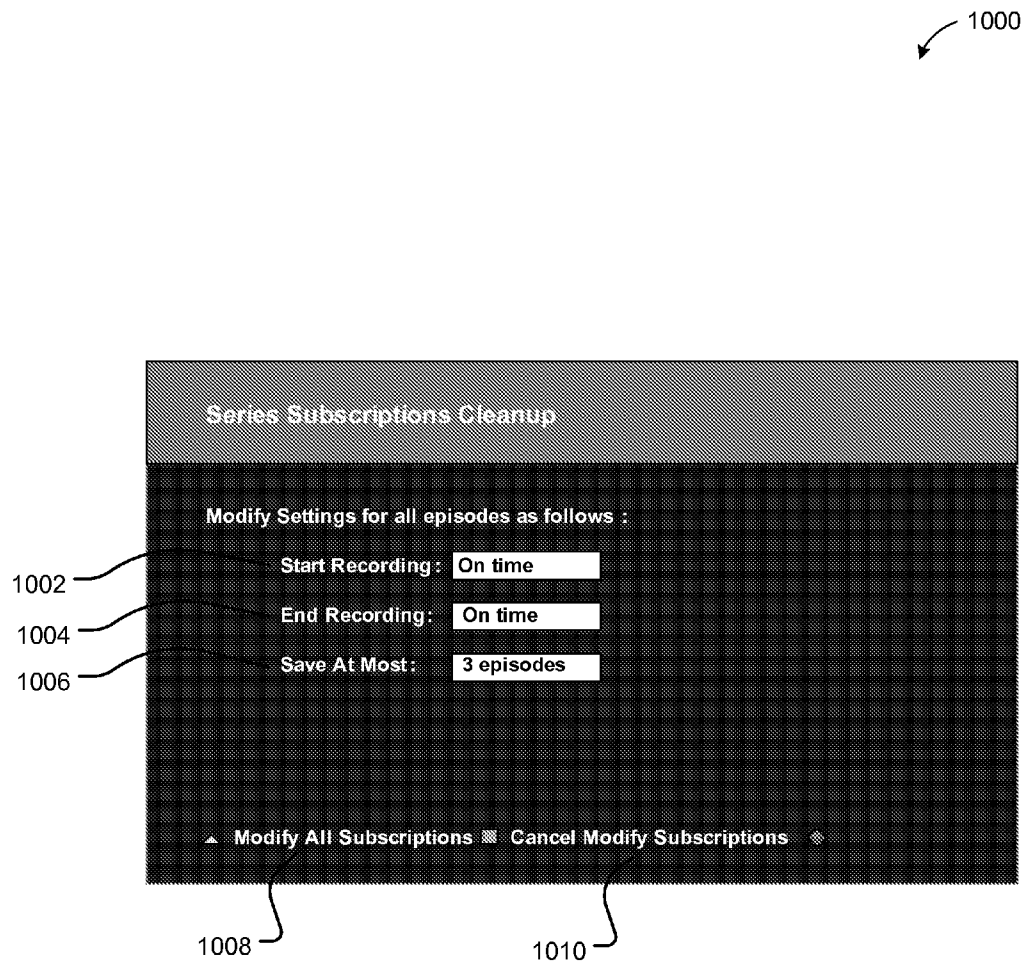 1000
Series Subscriptions Cleanup
Modify Settings for all episodes as follows :
1002 Start Recording: On time
1004 End Recording: On time
1006 Save At Most: 3 episodes
Modify All Subscriptions Cancel Modify Subscriptions
1008 1010